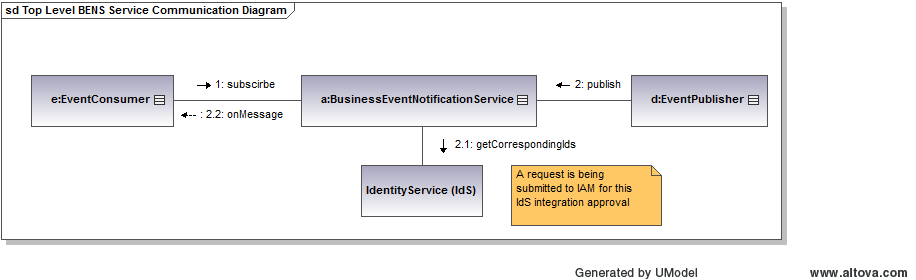 sd Top Level BENS Service Communication Diagram
e:EventConsumer
1: subscirbe
: 2.2: onMessage
a:BusinessEventNotificationService
2: publish
d:EventPublisher
2.1: getCorrespondingIds
IdentityService (IdS)
A request is being
submitted to IAM for this
IdS integration approval
Generated by UModel
www.altova.com